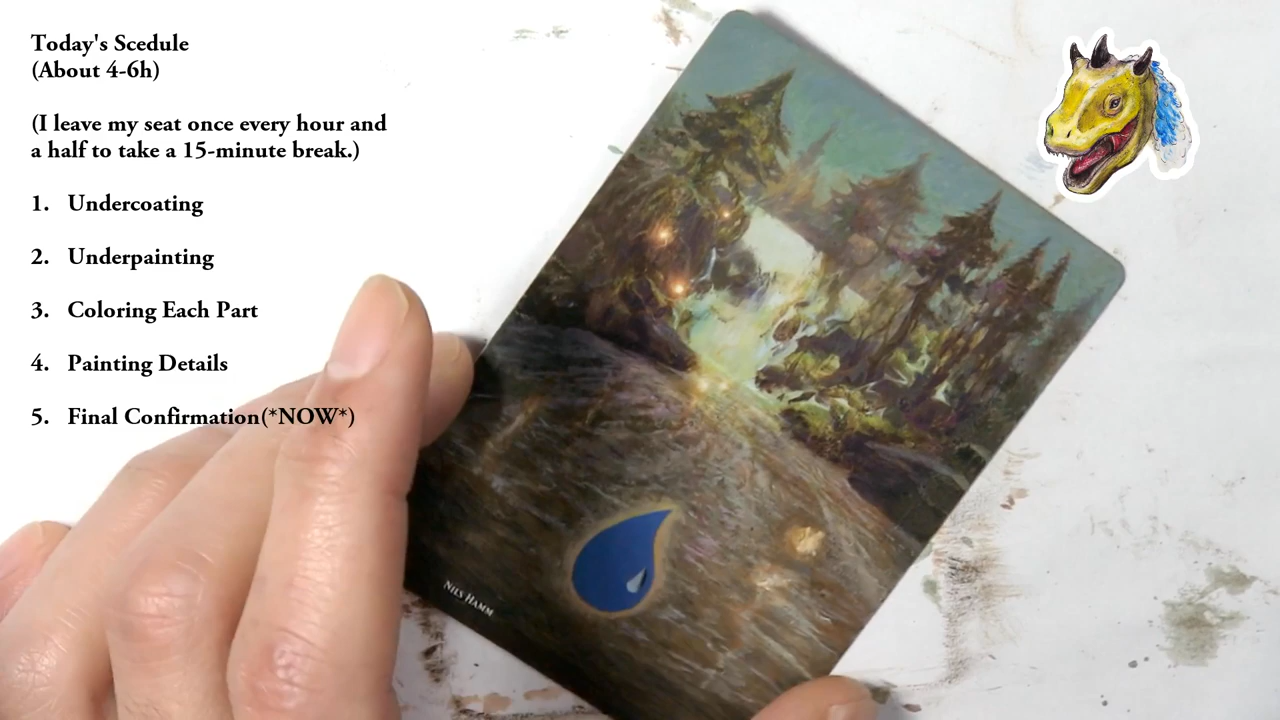 Today's Scedule
(About 4-6h)
(I leave my seat once every hour and
a half to take a 15-minute break.)
1. Undercoating
2. Underpainting
3. Coloring Each Part
4. Painting Details
5. Final Confirmation(*NOW*)
Nils Hamm